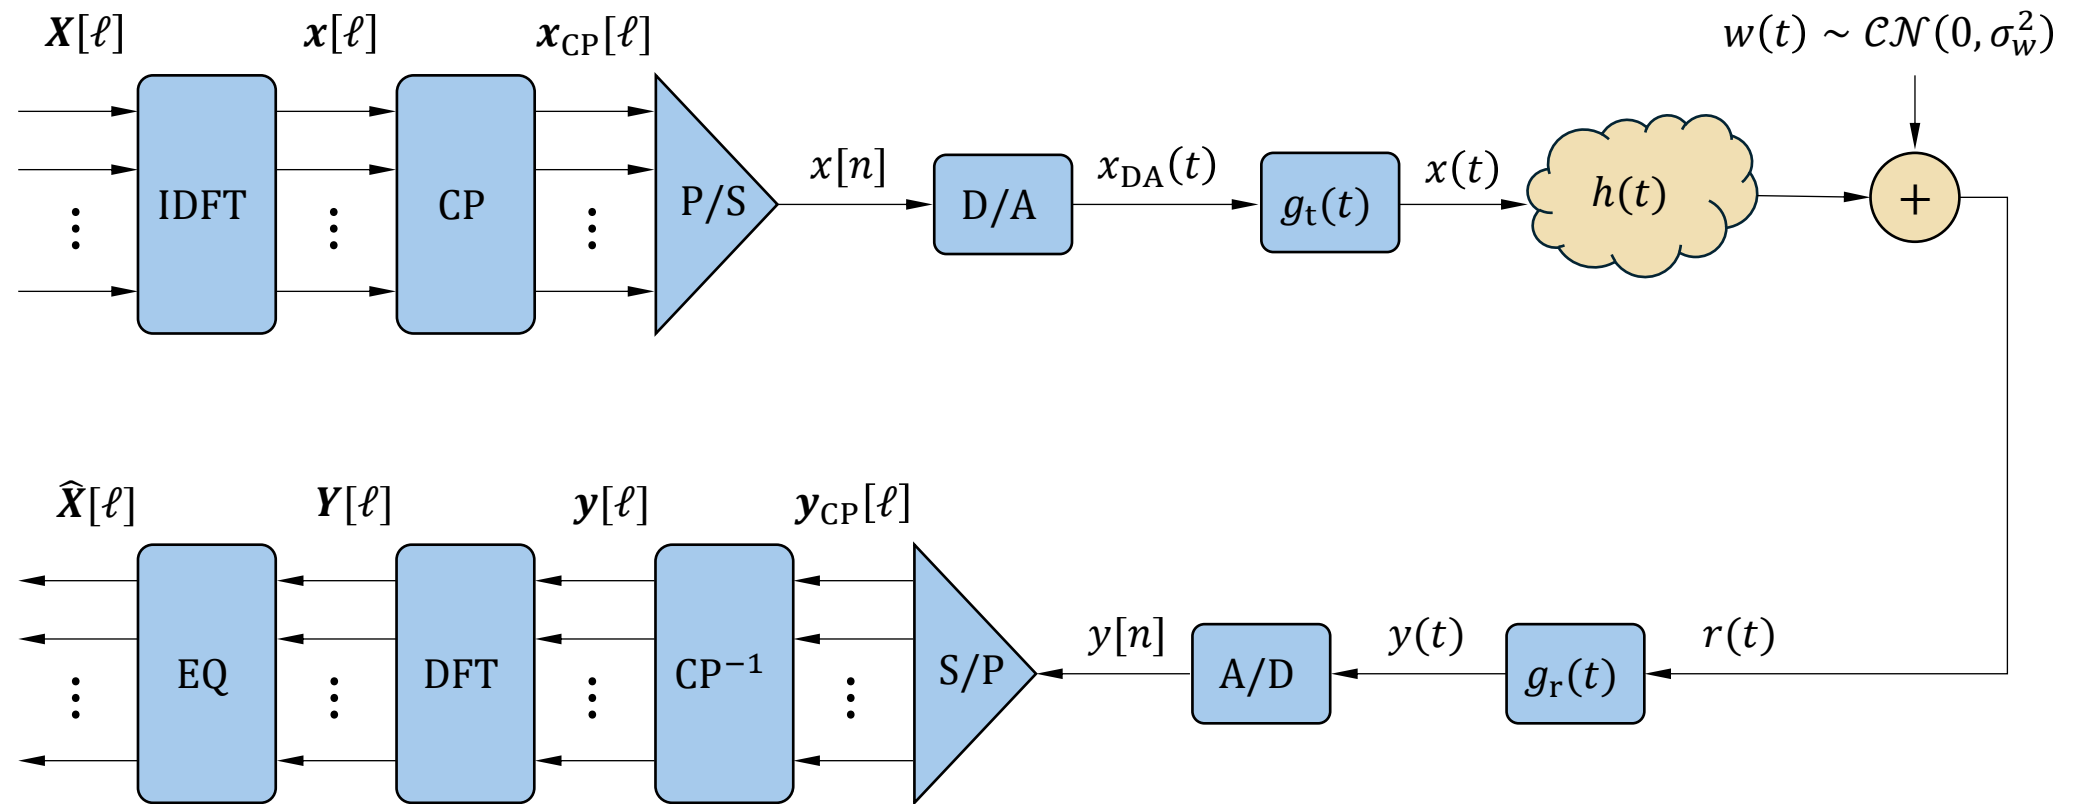 𝑿[ℓ] 𝒙[ℓ] 𝒙_CP[ℓ] w(t) ~ 𝒞𝒩(0, σ_w^2)
IDFT CP P/S x[n] D/A x_DA(t) g_t(t) x(t) h(t) +
𝑿̂[ℓ] 𝒀[ℓ] 𝒚[ℓ] 𝒚_CP[ℓ]
EQ DFT CP⁻¹ S/P y[n] A/D y(t) g_r(t) r(t)